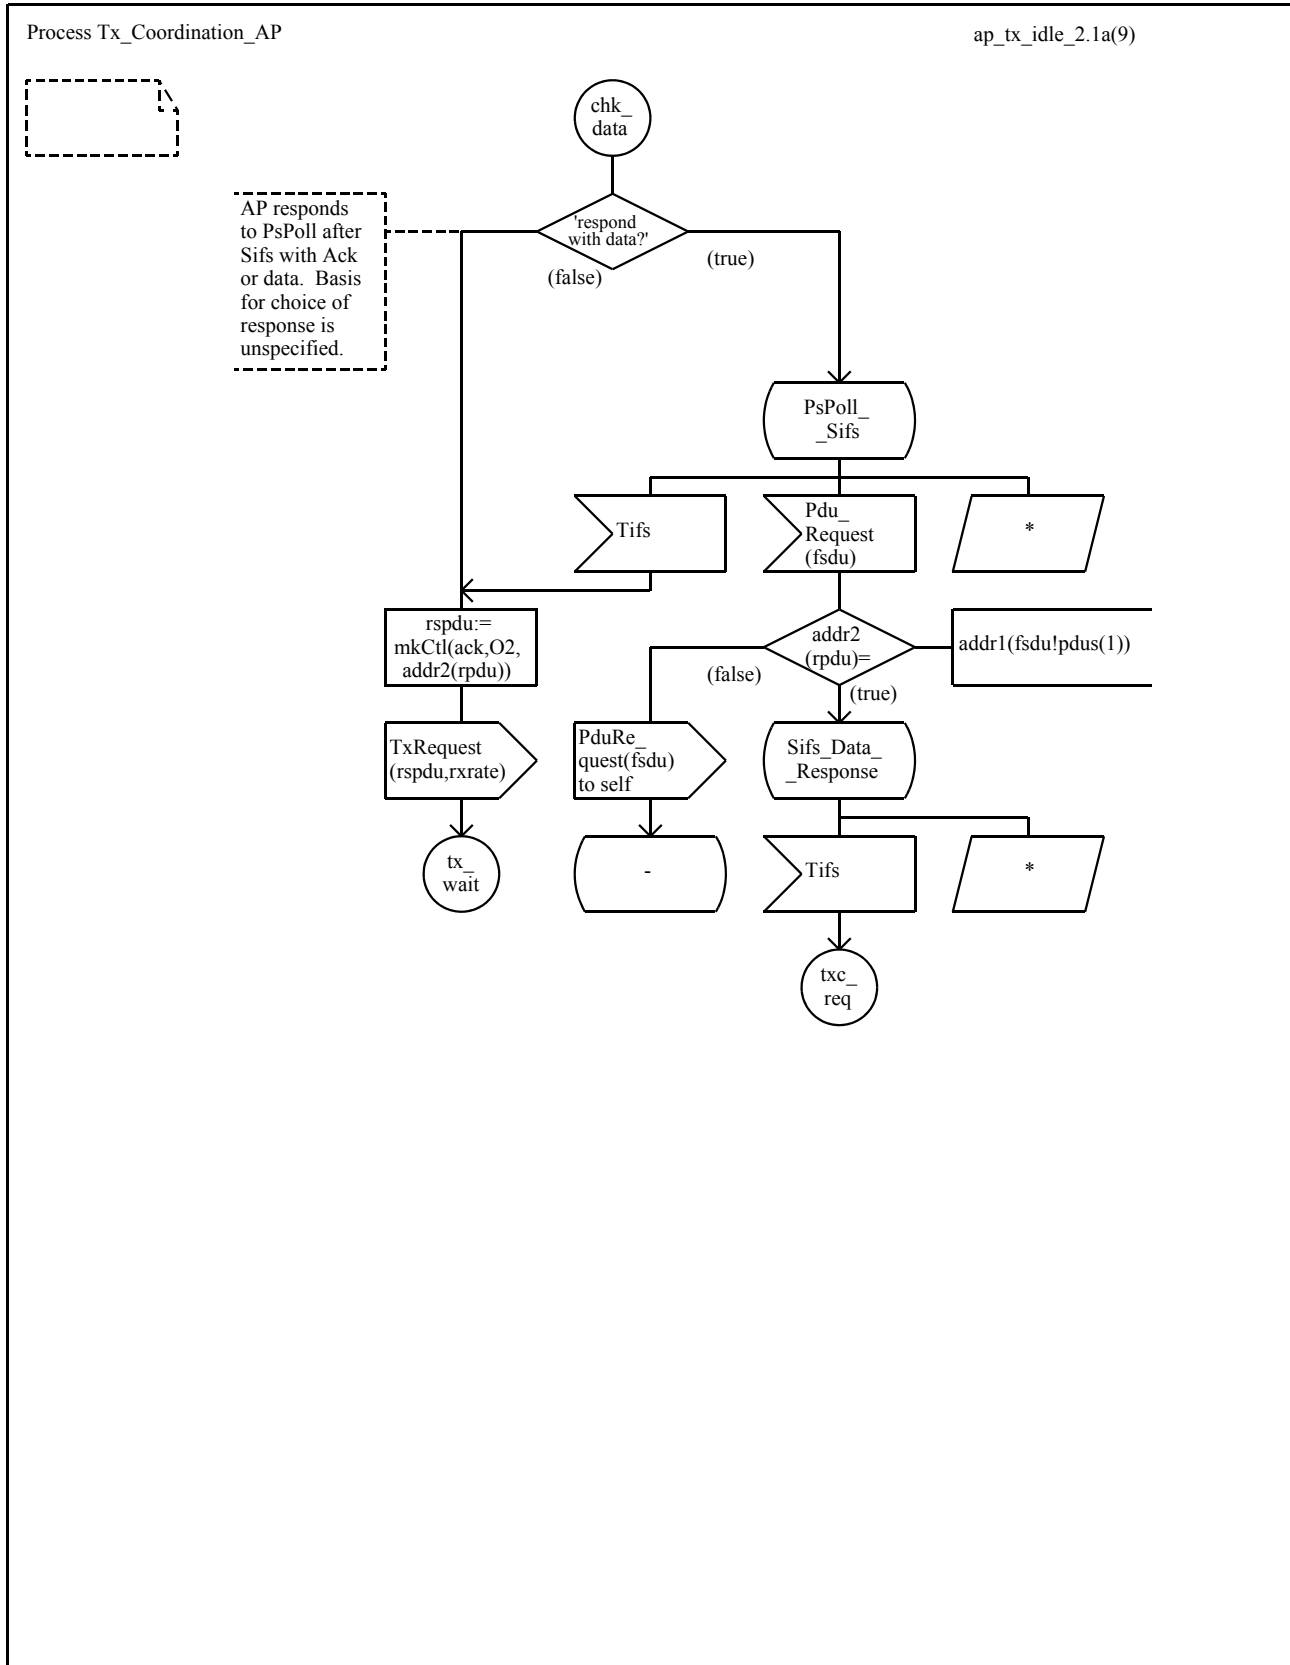 Process Tx_Coordination_AP
ap_tx_idle_2.1a(9)
chk_
data
'respond
with data?'
(false)
(true)
AP responds
to PsPoll after
Sifs with Ack
or data.  Basis
for choice of
response is
unspecified.
PsPoll_
_Sifs
Tifs
Pdu_
Request
(fsdu)
*
rspdu:=
mkCtl(ack,O2,
addr2(rpdu))
addr2
(rpdu)=
addr1(fsdu!pdus(1))
(false)
(true)
TxRequest
(rspdu,rxrate)
PduRe_
quest(fsdu)
to self
Sifs_Data_
_Response
tx_
wait
-
Tifs
*
txc_
req